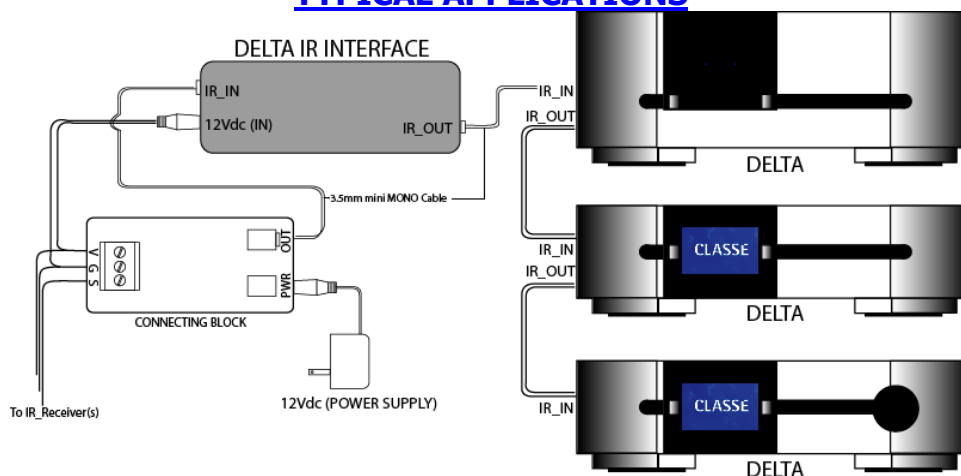 TYPICAL APPLICATIONS
DELTA IR INTERFACE
IR_IN
12Vdc (IN)
IR_OUT
IR_IN
IR_OUT
DELTA
3.5mm mini MONO Cable
OUT
PWR
V
G
S
CONNECTING BLOCK
To IR_Receiver(s)
12Vdc (POWER SUPPLY)
IR_IN
IR_OUT
CLASSE
DELTA
IR_IN
CLASSE
DELTA